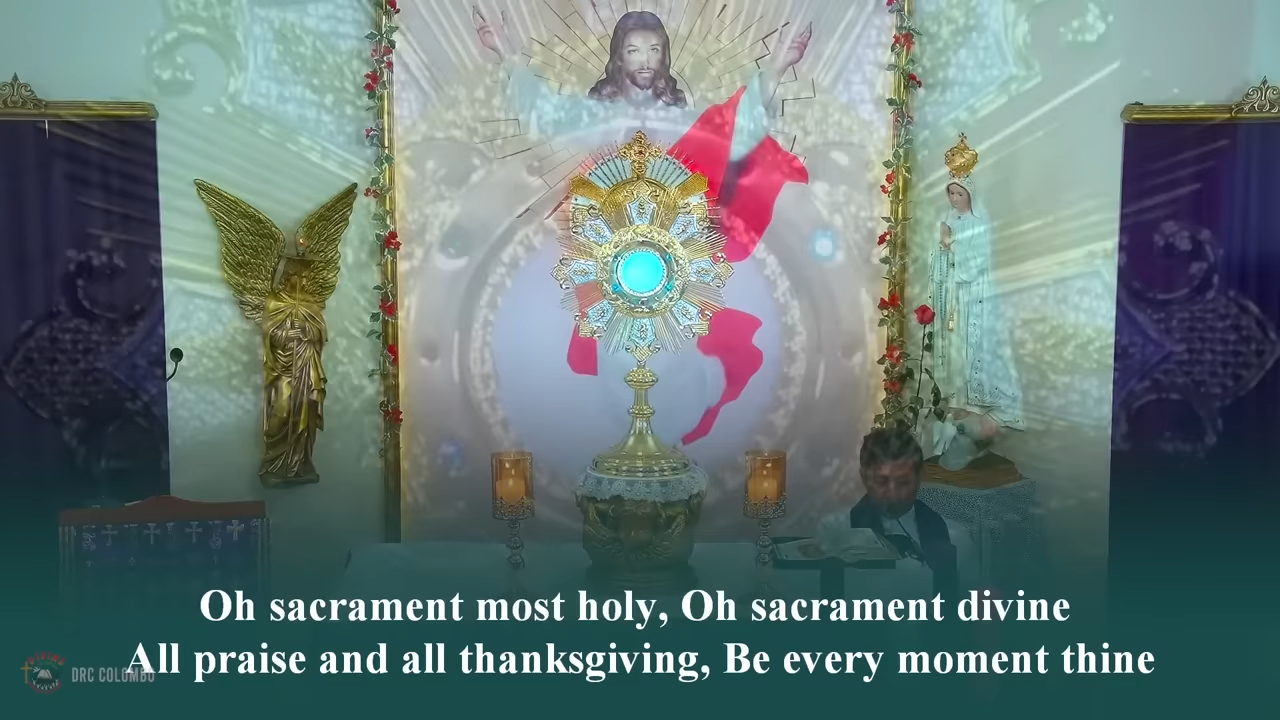 Oh sacrament most holy, Oh sacrament divine
All praise and all thanksgiving, Be every moment thine
DRC COLOMBO